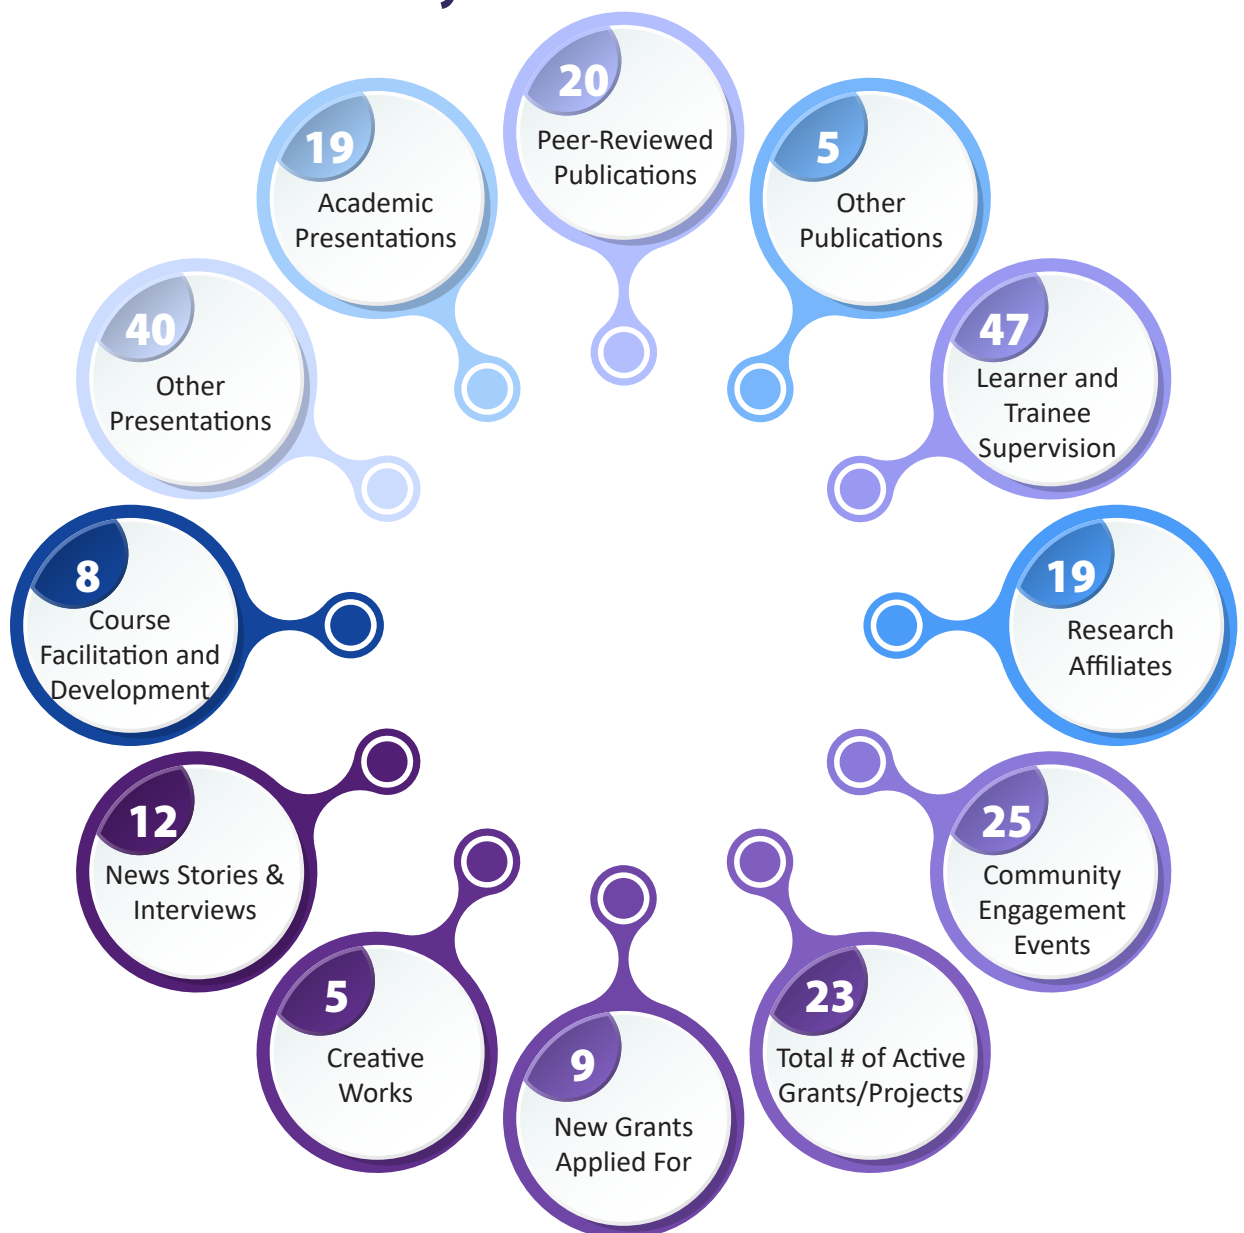 20
Peer-Reviewed
Publications
5
Other
Publications
47
Learner and
Trainee
Supervision
19
Research
Affiliates
25
Community
Engagement
Events
23
Total # of Active
Grants/Projects
9
New Grants
Applied For
5
Creative
Works
12
News Stories &
Interviews
8
Course
Facilitation and
Development
40
Other
Presentations
19
Academic
Presentations